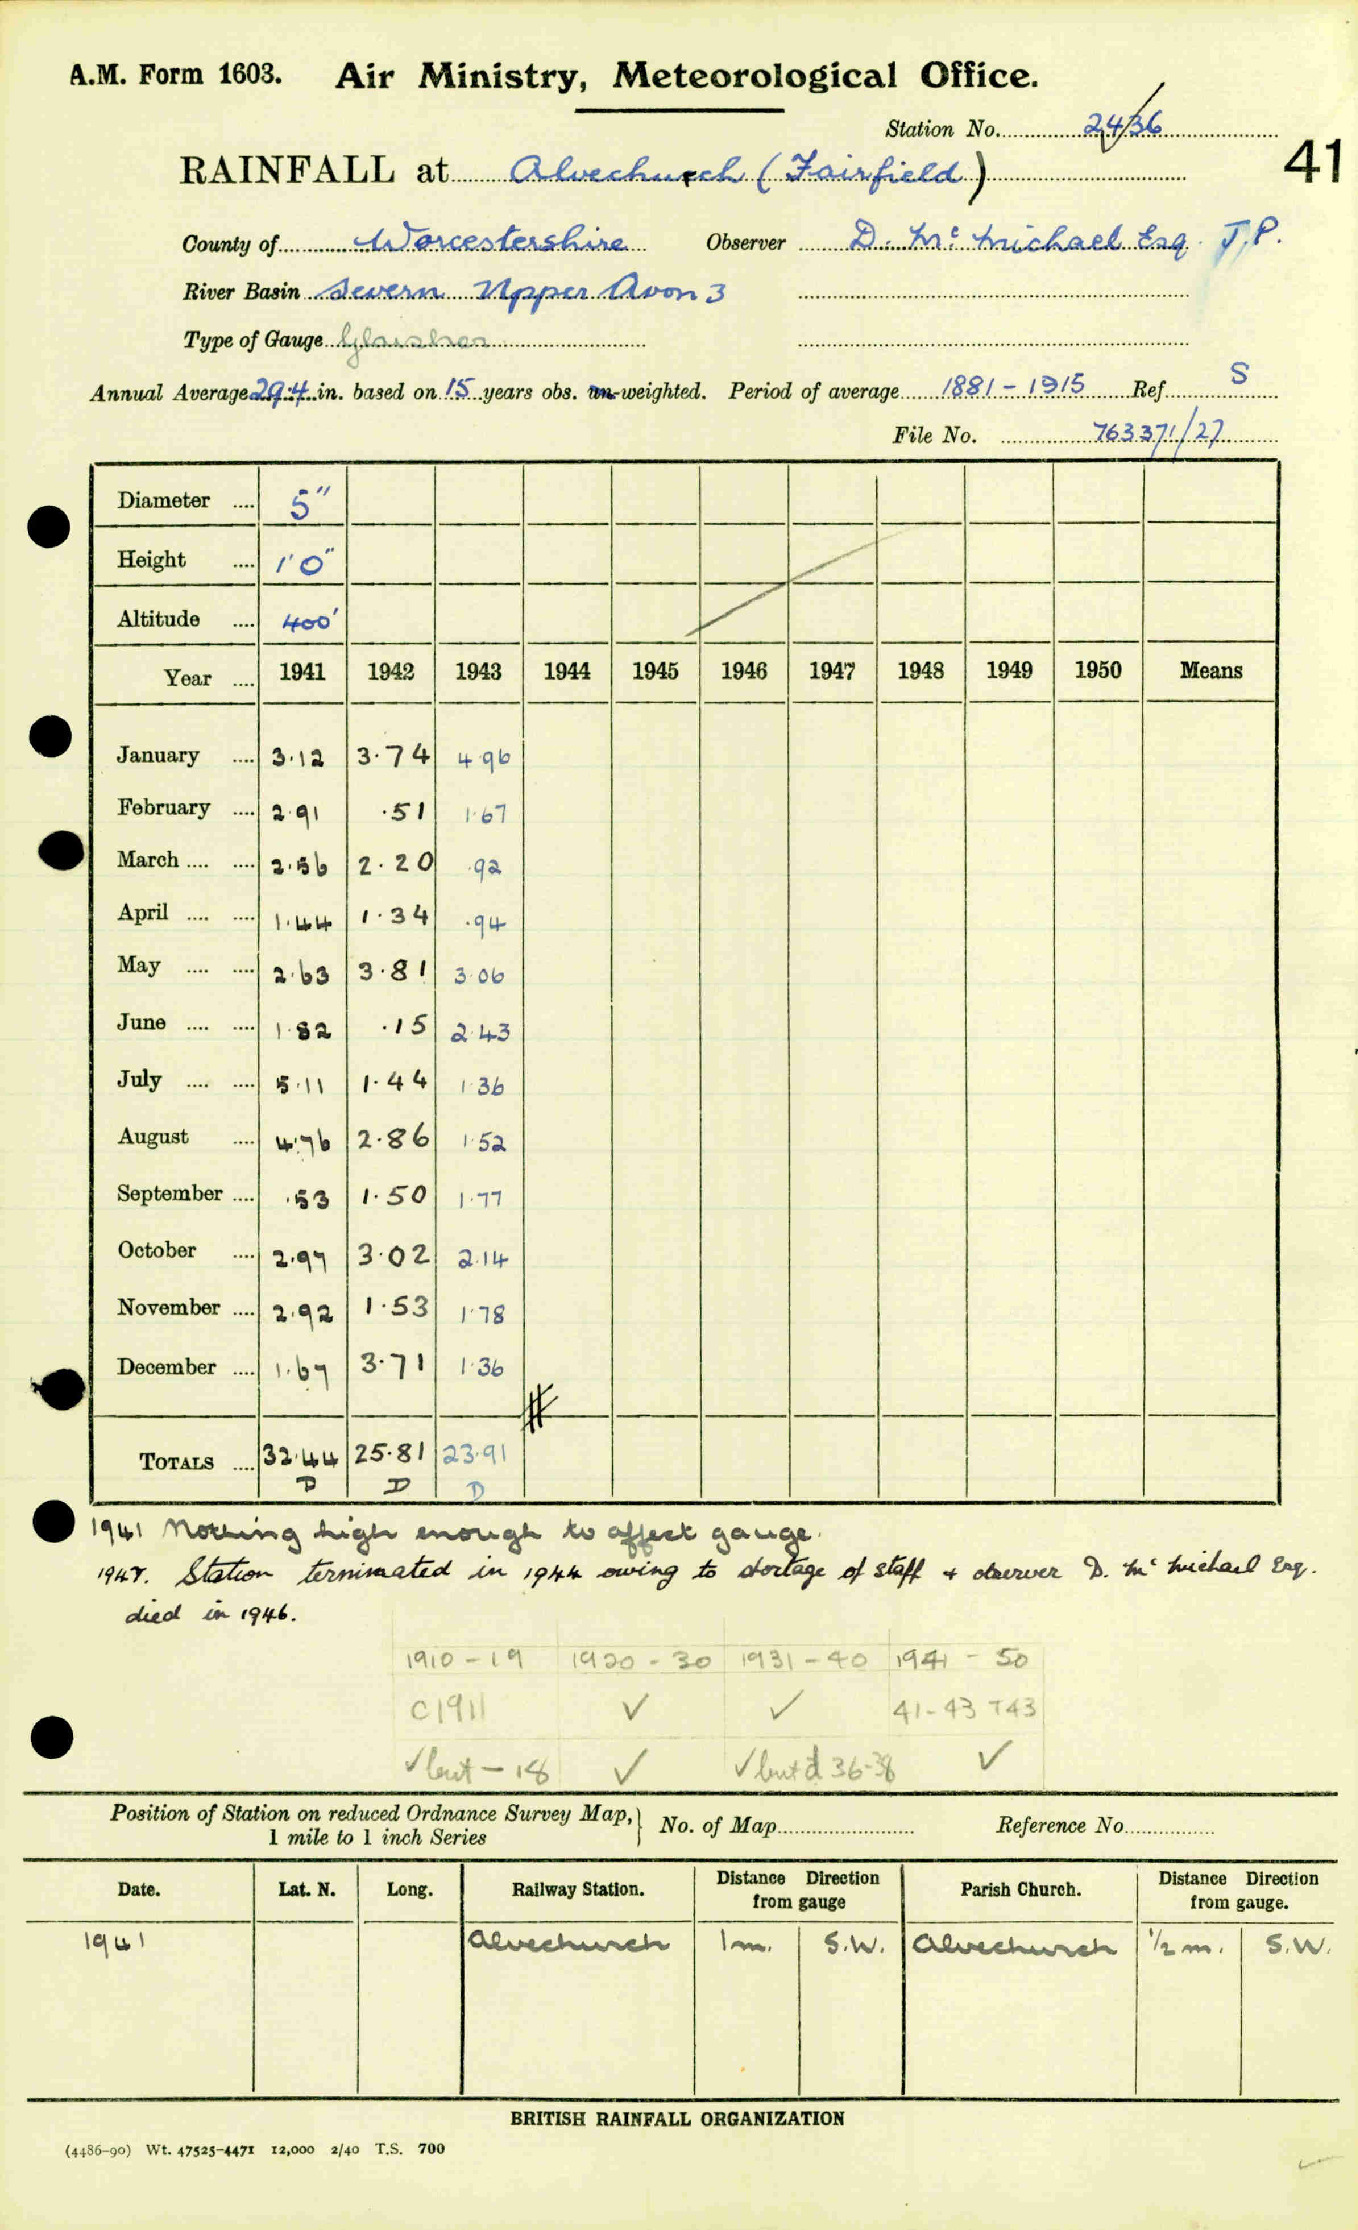 A.M. Form 1603. Air Ministry, Meteorological Office.
Station No. 2436
41
RAINFALL at Alvechurch (Fairfield)
County of Worcestershire Observer D. Mc Michael Esq. J.P.
River Basin Severn Upper Avon 3
Type of Gauge Glaisher
Annual Average 29.4 in. based on 15 years obs. un-weighted. Period of average 1881 - 1915 Ref. S
File No. 763371/27
Diameter .... 5"
Height .... 1'0"
Altitude .... 400'
Year .... 1941 1942 1943 1944 1945 1946 1947 1948 1949 1950 Means
January .... 3.12 3.74 4.96
February .... 2.91 .51 1.67
March .... .... 2.56 2.20 .92
April .... .... 1.44 1.34 .94
May .... .... 2.63 3.81 3.06
June .... .... 1.82 .15 2.43
July .... .... 5.11 1.44 1.36
August .... 4.76 2.86 1.52
September .... .53 1.50 1.77
October .... 2.97 3.02 2.14
November .... 2.92 1.53 1.78
December .... 1.67 3.71 1.36
TOTALS .... 32.44 25.81 23.91
D D D
1941 Nothing high enough to affect gauge.
Station terminated in 1944 owing to shortage of staff + observer D. Mc Michael Esq.
died in 1946.
1910 - 19 1920 - 30 1931 - 40 1941 - 50
C1911 ✓ ✓ 41-43 T43
✓ but - 18 ✓ ✓ but d 36-38 ✓
Position of Station on reduced Ordnance Survey Map, } No. of Map Reference No.
1 mile to 1 inch Series
Date. Lat. N. Long. Railway Station. Distance Direction from gauge Parish Church. Distance Direction from gauge.
1941 Alvechurch 1 m. S.W. Alvechurch 1/2 m. S.W.
BRITISH RAINFALL ORGANIZATION
(4486-90) Wt. 47525-4471 12,000 2/40 T.S. 700